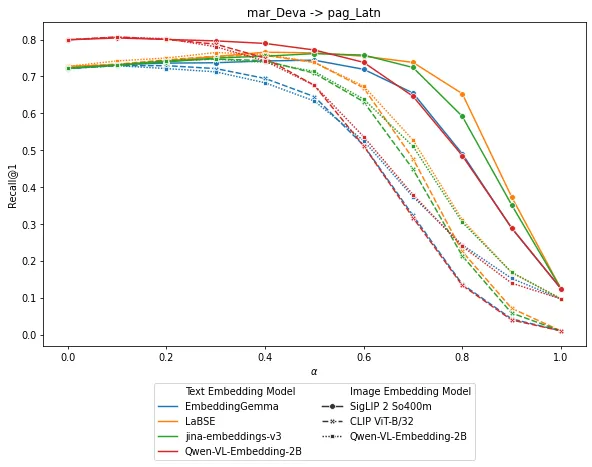 mar_Deva -> pag_Latn
Recall@1
0.8
0.7
0.6
0.5
0.4
0.3
0.2
0.1
0.0
0.0 0.2 0.4 0.6 0.8 1.0
α
Text Embedding Model
EmbeddingGemma
LaBSE
jina-embeddings-v3
Qwen-VL-Embedding-2B
Image Embedding Model
SigLIP 2 So400m
CLIP ViT-B/32
Qwen-VL-Embedding-2B